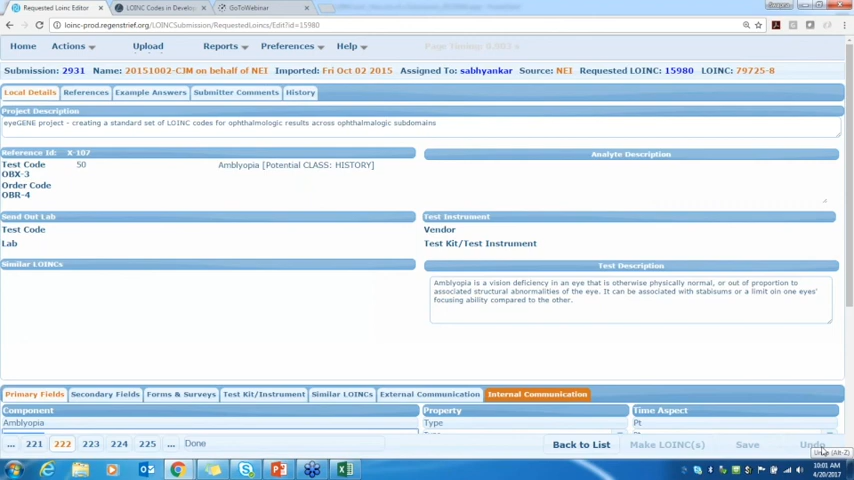 Requested Loinc Editor
LOINC Codes in Develop
GoToWebinar
loinc-prod.regenstrief.org/LOINCSubmission/RequestedLoincs/Edit?id=15980
Home Actions Upload Reports Preferences Help
Submission: 2931 Name: 20151002-CJM on behalf of NEI Imported: Fri Oct 02 2015 Assigned To: sabhyankar Source: NEI Requested LOINC: 15980 LOINC: 79725-8
Local Details References Example Answers Submitter Comments History
Project Description
eyeGENE project - creating a standard set of LOINC codes for ophthalmologic results across ophthalmalogic subdomains
Reference Id: X-107
Analyte Description
Test Code 50 Amblyopia [Potential CLASS: HISTORY]
OBX-3
Order Code
OBR-4
Send Out Lab
Test Instrument
Test Code
Vendor
Lab
Test Kit/Test Instrument
Similar LOINCs
Test Description
Amblyopia is a vision deficiency in an eye that is otherwise physically normal, or out of proportion to
associated structural abnormalities of the eye. It can be associated with stabisums or a limit oin one eyes'
focusing ability compared to the other.
Primary Fields Secondary Fields Forms & Surveys Test Kit/Instrument Similar LOINCs External Communication Internal Communication
Component Property Time Aspect
Amblyopia Type Pt
... 221 222 223 224 225 ... Done Back to List Make LOINC(s) Save Undo
Undo (Alt-Z)
10:01 AM
4/20/2017